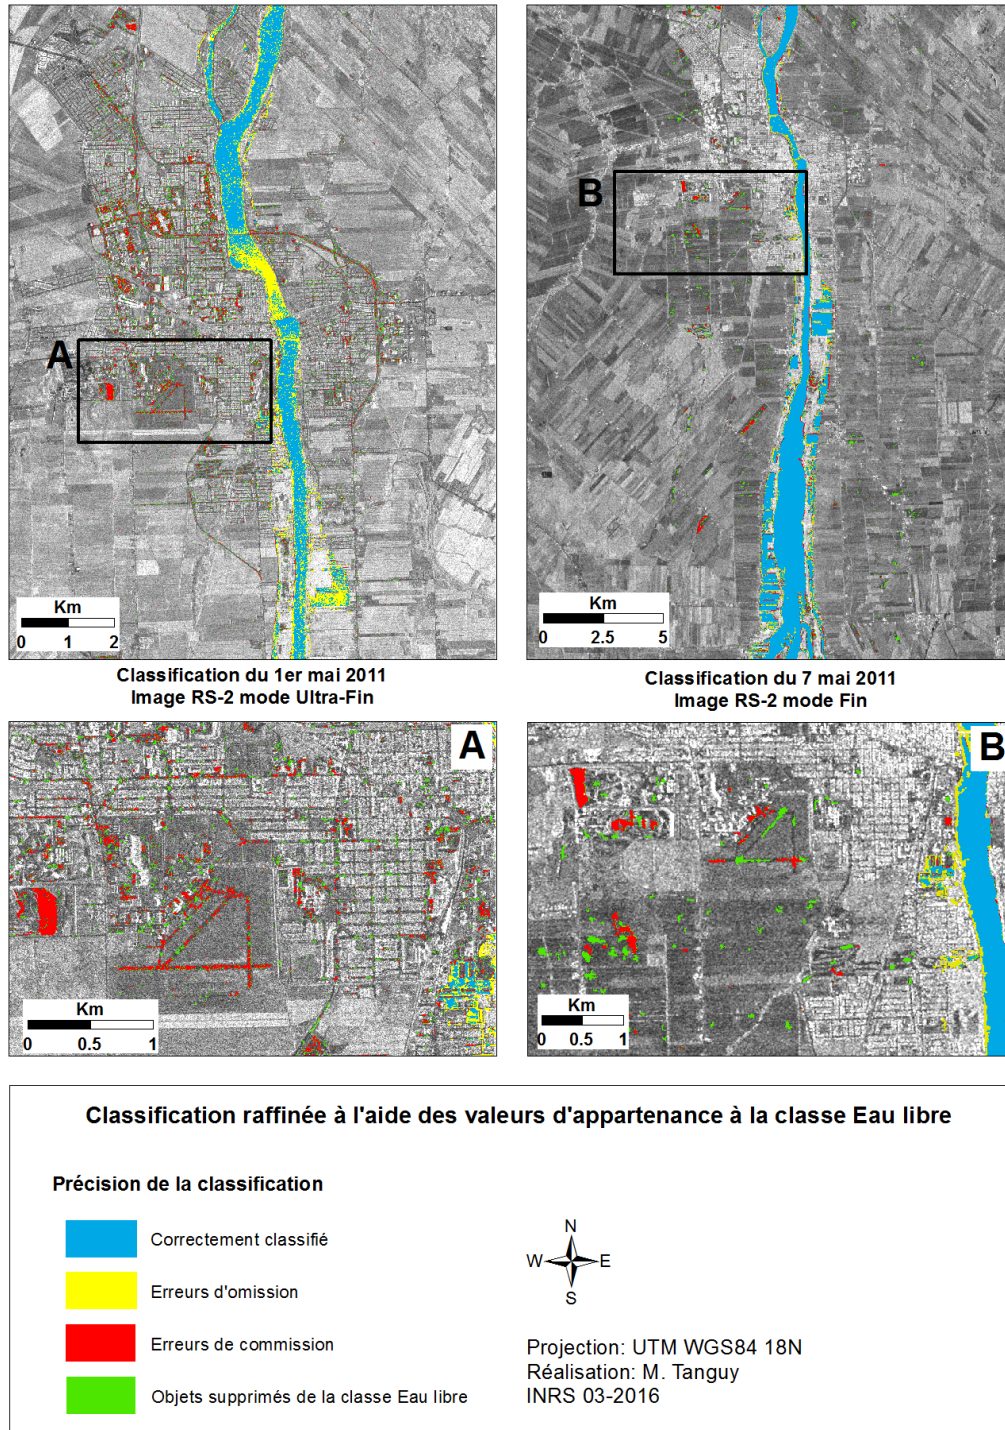 A
B
Km
0 1 2
Km
0 2.5 5
Classification du 1er mai 2011
Image RS-2 mode Ultra-Fin
Classification du 7 mai 2011
Image RS-2 mode Fin
A
B
Km
0 0.5 1
Km
0 0.5 1
Classification raffinée à l'aide des valeurs d'appartenance à la classe Eau libre
Précision de la classification
Correctement classifié
Erreurs d'omission
Erreurs de commission
Objets supprimés de la classe Eau libre
N
W E
S
Projection: UTM WGS84 18N
Réalisation: M. Tanguy
INRS 03-2016